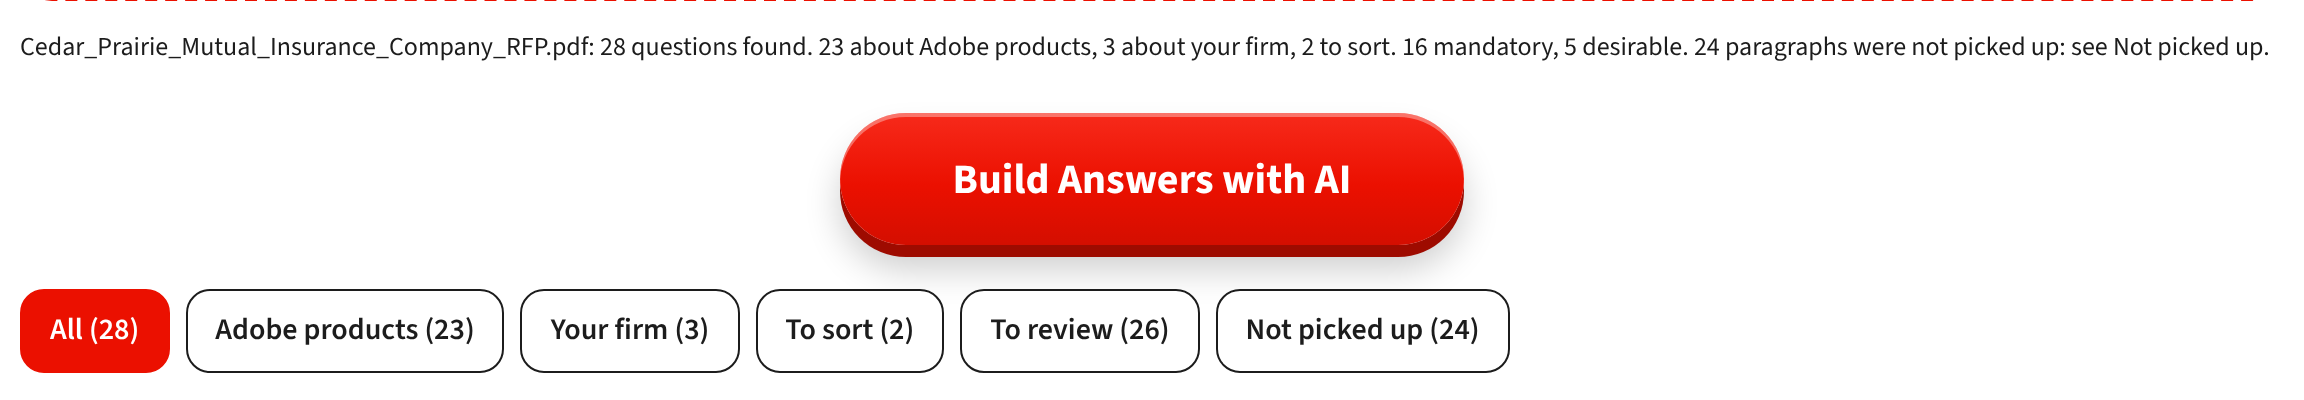 Cedar_Prairie_Mutual_Insurance_Company_RFP.pdf: 28 questions found. 23 about Adobe products, 3 about your firm, 2 to sort. 16 mandatory, 5 desirable. 24 paragraphs were not picked up: see Not picked up.
Build Answers with AI
All (28)
Adobe products (23)
Your firm (3)
To sort (2)
To review (26)
Not picked up (24)